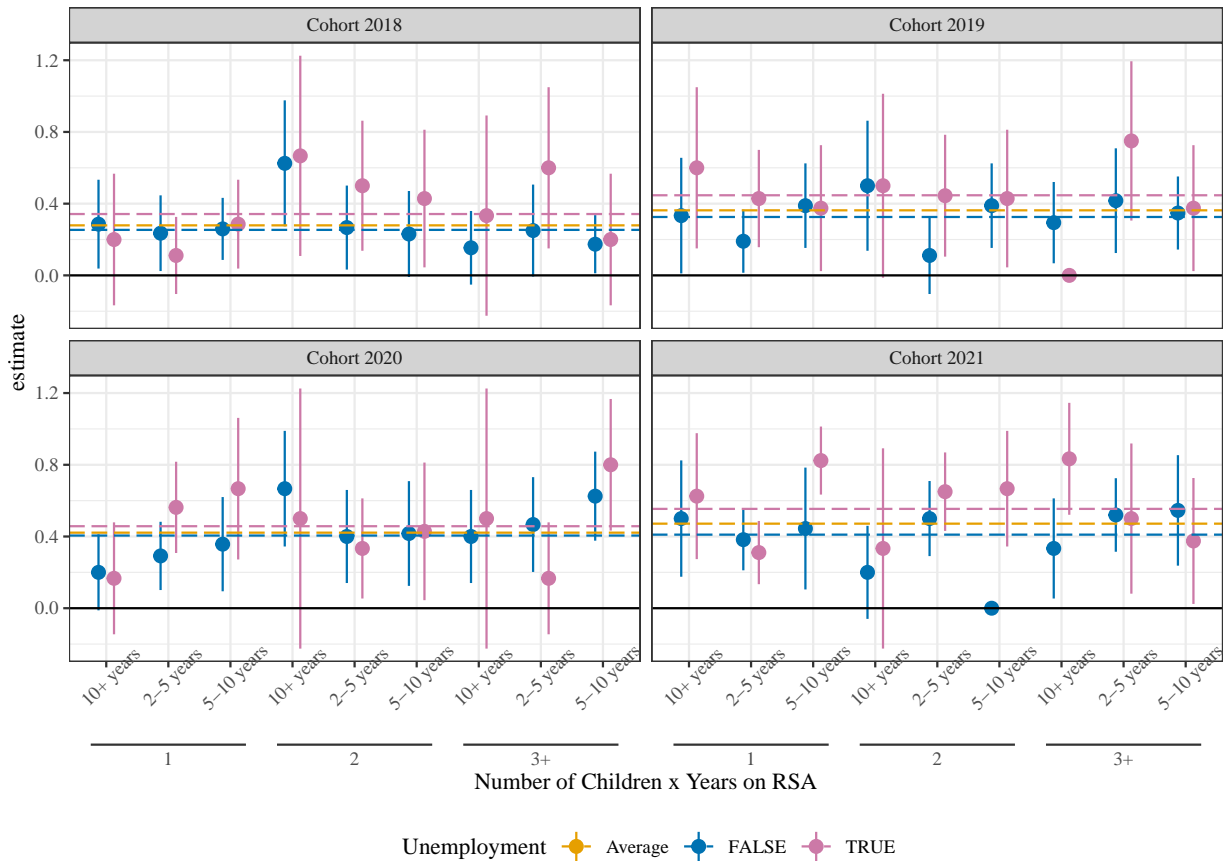 Cohort 2018
Cohort 2019
1.2
0.8
0.4
0.0
estimate
Cohort 2020
Cohort 2021
1.2
0.8
0.4
0.0
10+ years
2–5 years
5–10 years
10+ years
2–5 years
5–10 years
10+ years
2–5 years
5–10 years
10+ years
2–5 years
5–10 years
10+ years
2–5 years
5–10 years
10+ years
2–5 years
5–10 years
1 2 3+ 1 2 3+
Number of Children x Years on RSA
Unemployment Average FALSE TRUE